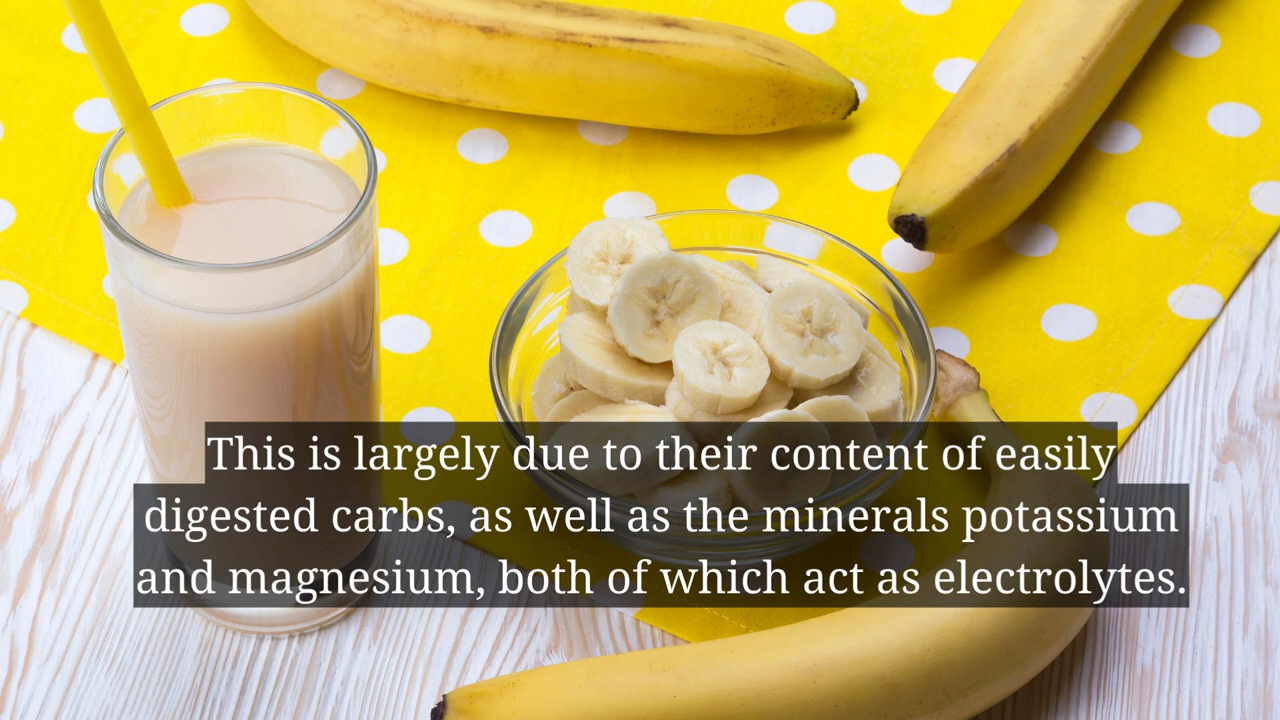 This is largely due to their content of easily
digested carbs, as well as the minerals potassium
and magnesium, both of which act as electrolytes.